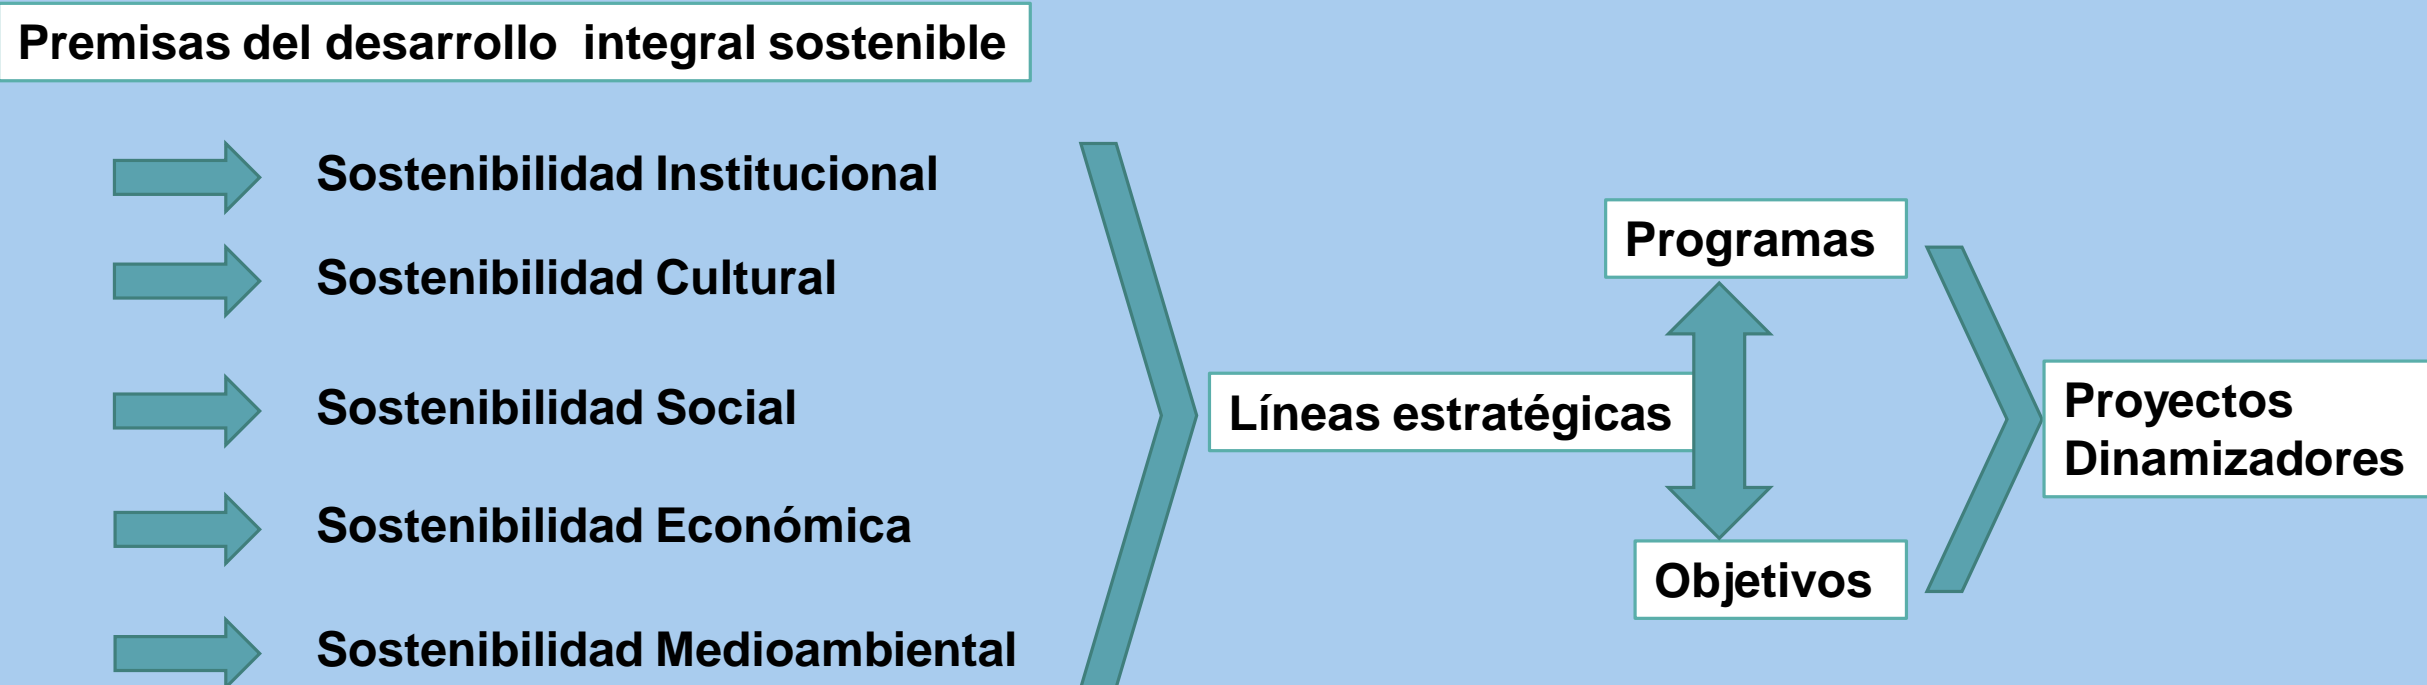 Premisas del desarrollo integral sostenible
Sostenibilidad Institucional
Sostenibilidad Cultural
Sostenibilidad Social
Sostenibilidad Económica
Sostenibilidad Medioambiental
Líneas estratégicas
Programas
Objetivos
Proyectos
Dinamizadores